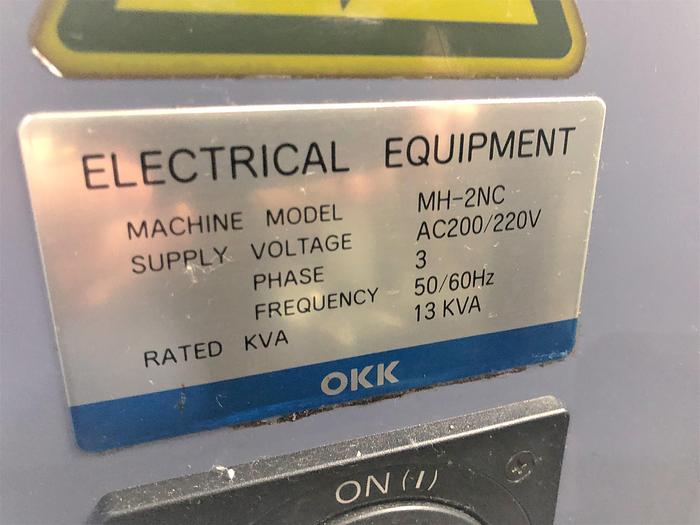 ELECTRICAL EQUIPMENT
MACHINE MODEL MH-2NC
SUPPLY VOLTAGE AC200/220V
PHASE 3
FREQUENCY 50/60Hz
RATED KVA 13 KVA
OKK
ON (I)